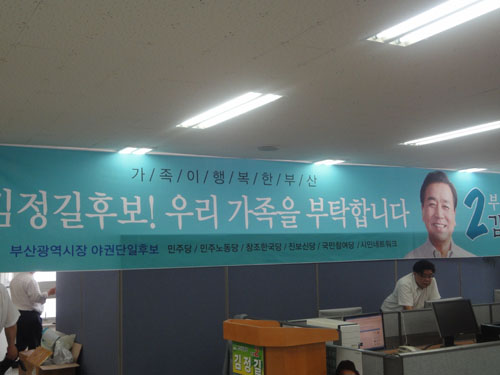 가/족/이/행/복/한/부/산
김정길후보! 우리 가족을 부탁합니다
부산광역시장 야권단일후보 민주당/민주노동당/창조한국당/진보신당/국민참여당/시민네트워크
2
부
김
김정길